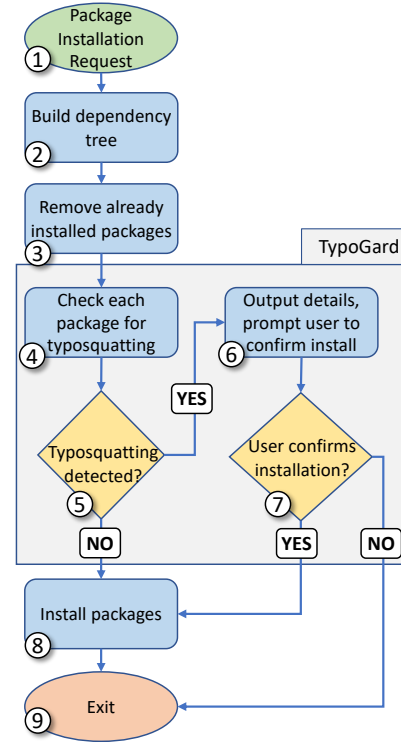 Package
Installation
Request
1
Build dependency
tree
2
Remove already
installed packages
3
TypoGard
Check each
package for
typosquatting
4
Output details,
prompt user to
confirm install
6
YES
Typosquatting
detected?
5
User confirms
installation?
7
NO
YES
NO
Install packages
8
Exit
9